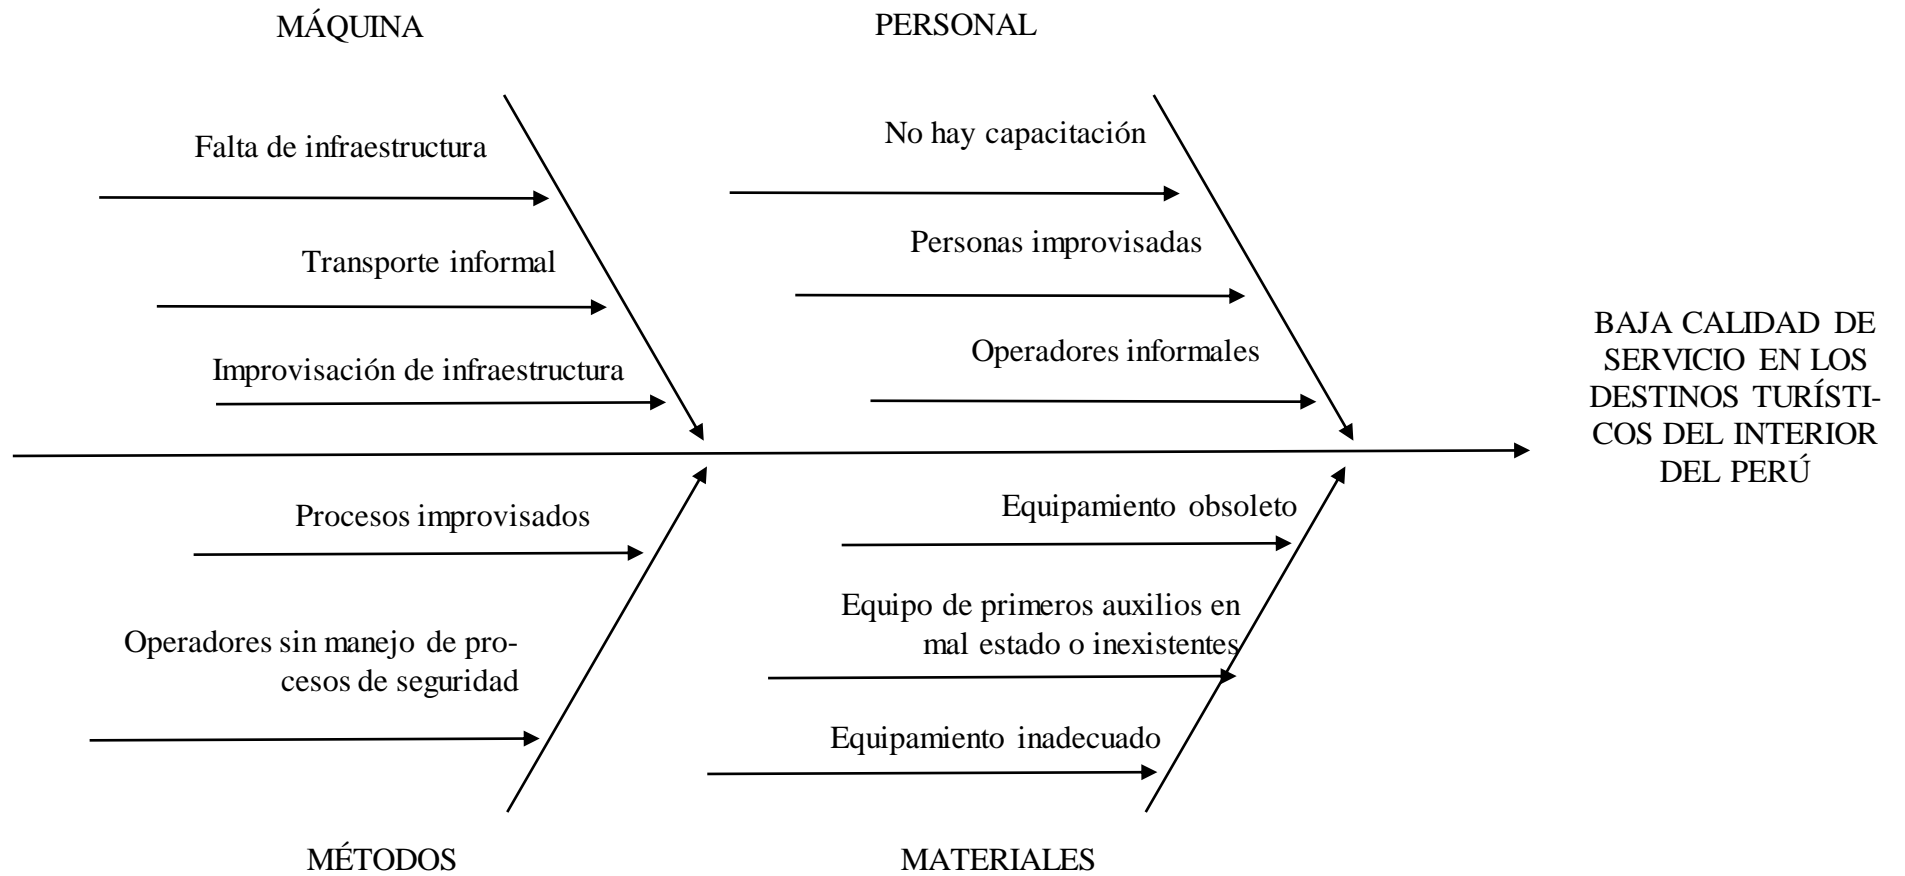 MÁQUINA
PERSONAL
Falta de infraestructura
Transporte informal
Improvisación de infraestructura
No hay capacitación
Personas improvisadas
Operadores informales
BAJA CALIDAD DE
SERVICIO EN LOS
DESTINOS TURÍSTI-
COS DEL INTERIOR
DEL PERÚ
Procesos improvisados
Operadores sin manejo de pro-
cesos de seguridad
Equipamiento obsoleto
Equipo de primeros auxilios en
mal estado o inexistentes
Equipamiento inadecuado
MÉTODOS
MATERIALES